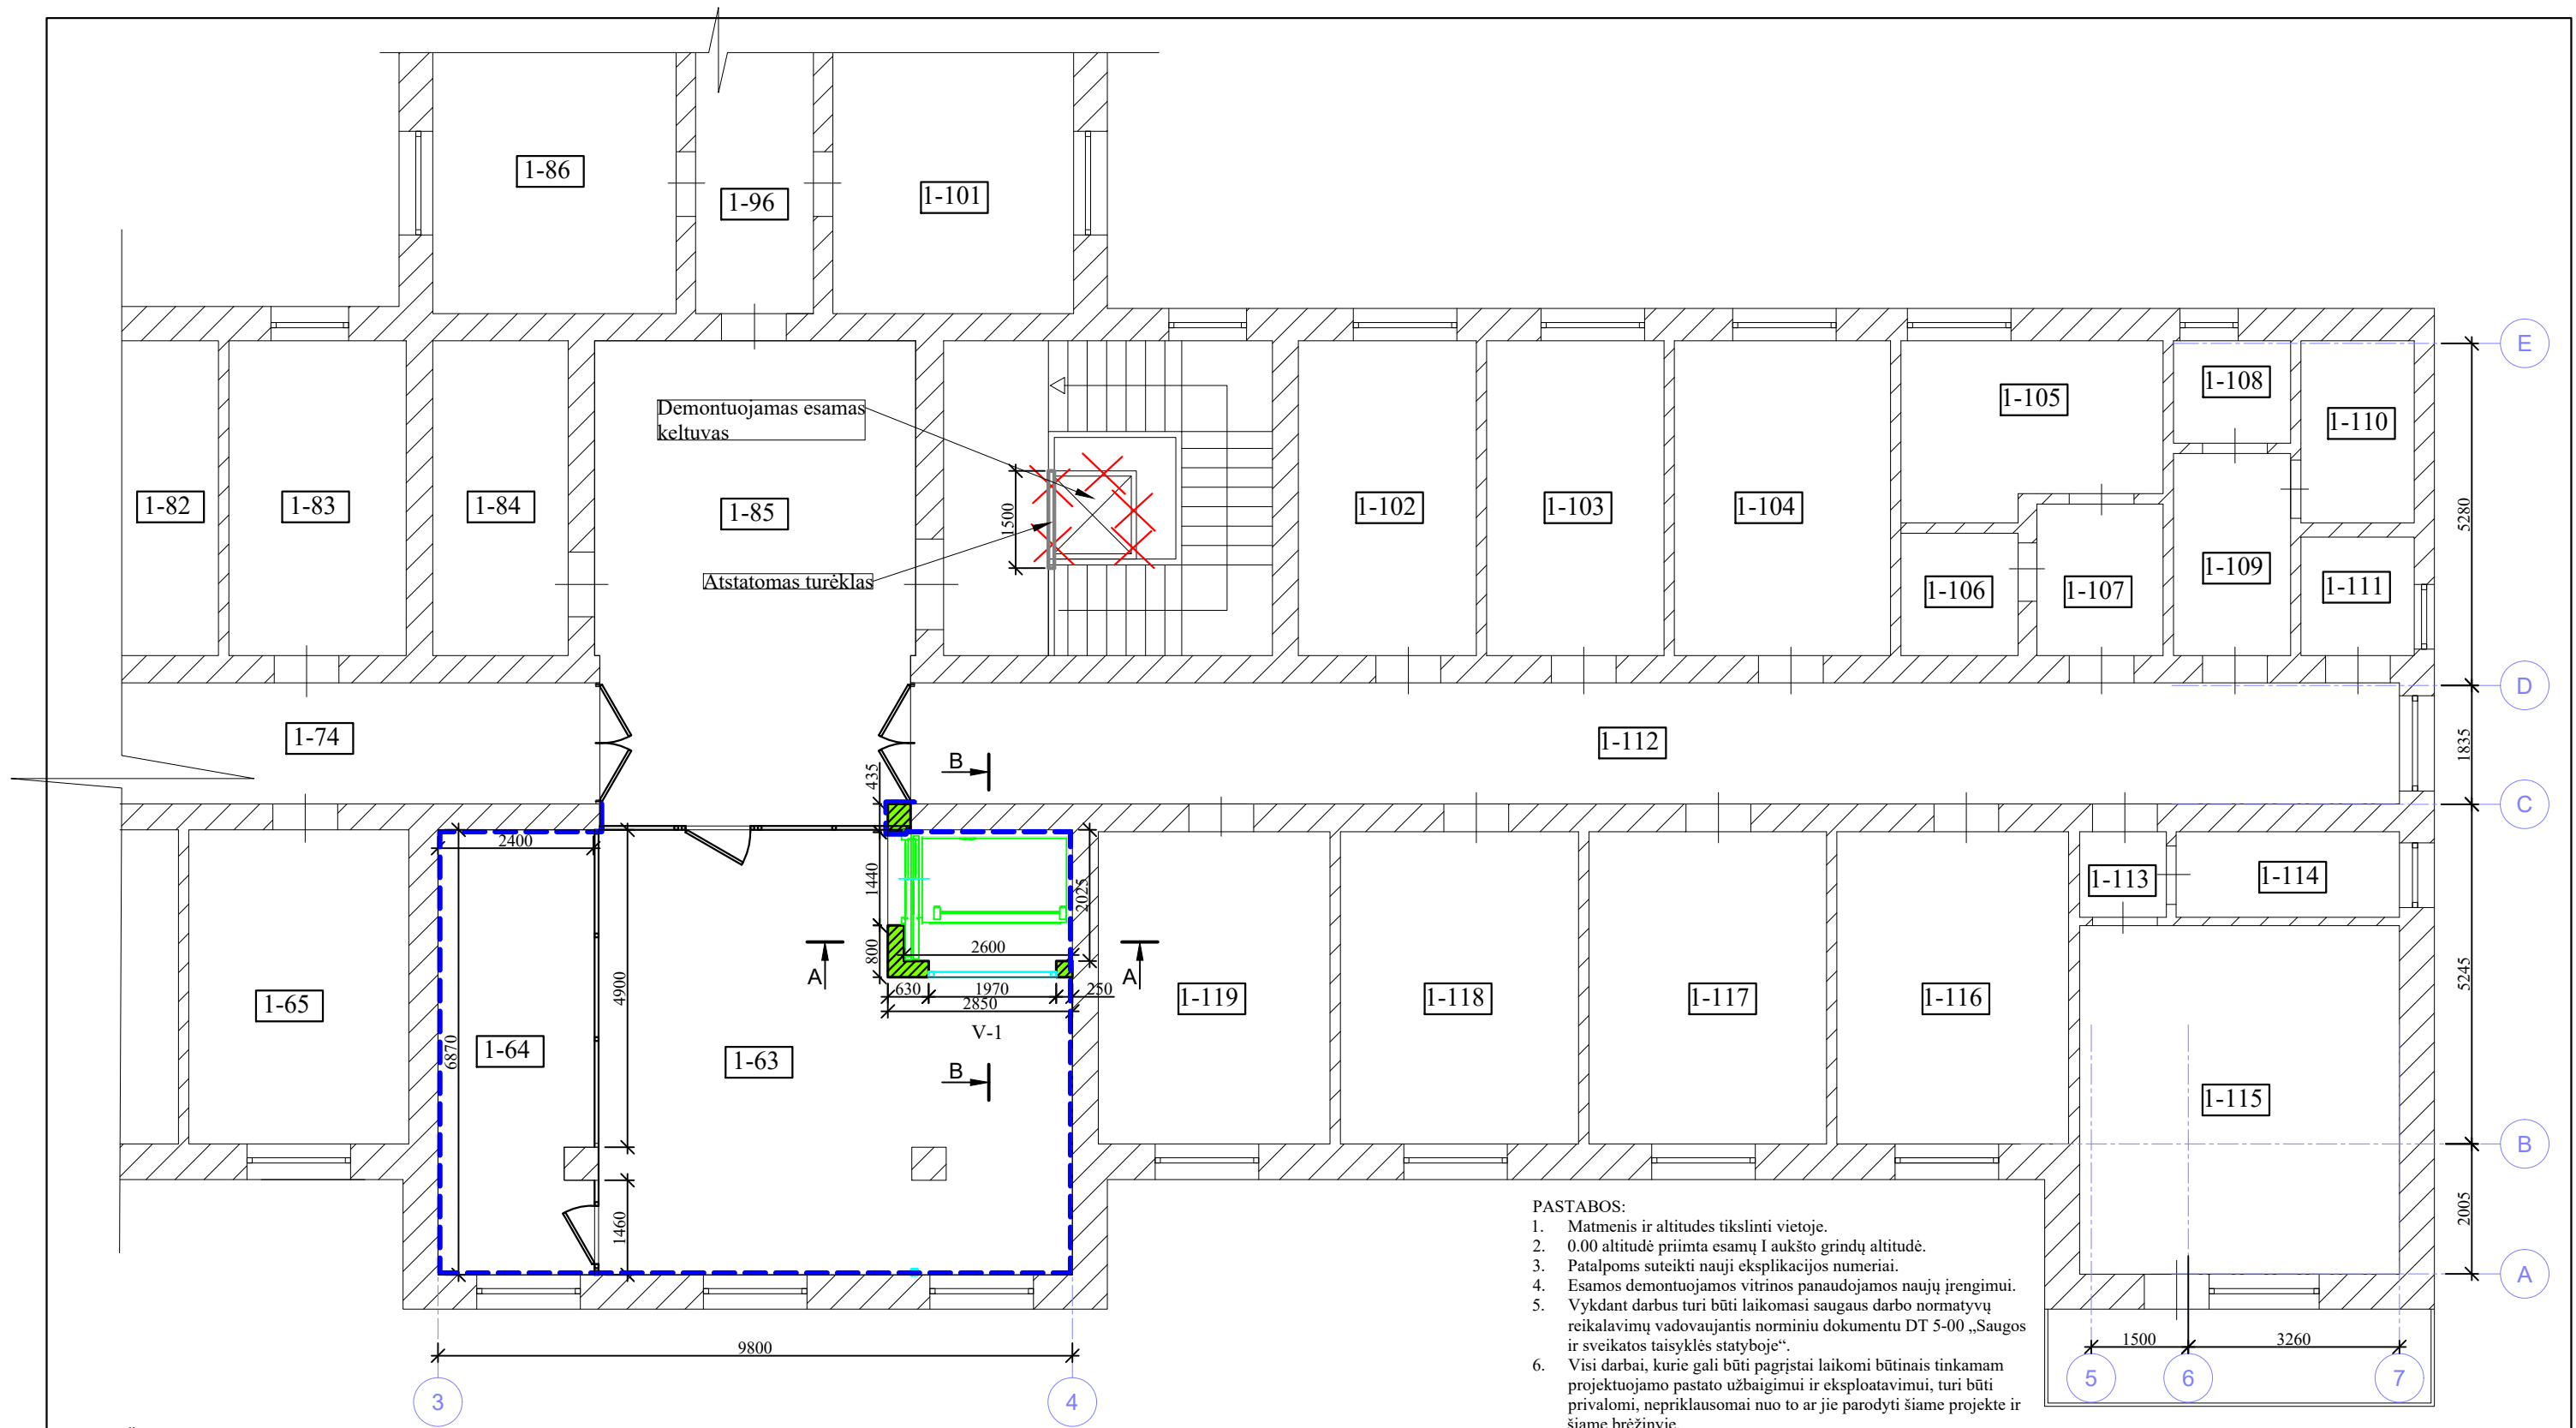 1-86
1-96
1-101
E
Demontuojamas esamas
keltuvas
1-105
1-108
1-110
1-82
1-83
1-84
1-85
1500
1-102
1-103
1-104
5280
Atstatomas turėklas
1-106
1-107
1-109
1-111
D
1-74
1-112
1835
B
435
C
2400
1440
2025
1-113
1-114
800
2600
A
A
630
1970
250
2850
V-1
1-65
4900
1-119
1-118
1-117
1-116
5245
6870
1-64
1-63
B
1-115
B
1460
2005
A
PASTABOS:
1. Matmenis ir altitudes tikslinti vietoje.
2. 0.00 altitudė priimta esamų I aukšto grindų altitudė.
3. Patalpoms suteikti nauji eksplikacijos numeriai.
4. Esamos demontuojamos vitrinos panaudojamos naujų įrengimui.
5. Vykdant darbus turi būti laikomasi saugaus darbo normatyvų
reikalavimų vadovaujantis norminiu dokumentu DT 5-00 „Saugos
ir sveikatos taisyklės statyboje“.
6. Visi darbai, kurie gali būti pagrįstai laikomi būtinais tinkamam
projektuojamo pastato užbaigimui ir eksploatavimui, turi būti
privalomi, nepriklausomai nuo to ar jie parodyti šiame projekte ir
šiame brėžinyje.
9800
1500
3260
3
4
5
6
7